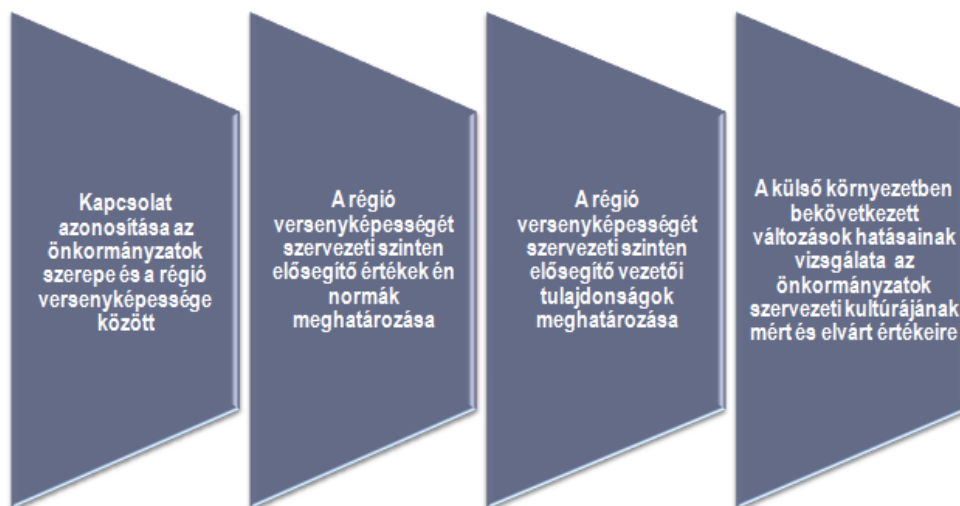 Kapcsolat
azonosítása az
önkormányzatok
szerepe és a régió
versenyképessége
között
A régió
versenyképességét
szervezeti szinten
elősegítő értékek én
normák
meghatározása
A régió
versenyképességét
szervezeti szinten
elősegítő vezetői
tulajdonságok
meghatározása
A külső környezetben
bekövetkezett
változások hatásainak
vizsgálata az
önkormányzatok
szervezeti kultúrájának
mért és elvárt értékeire